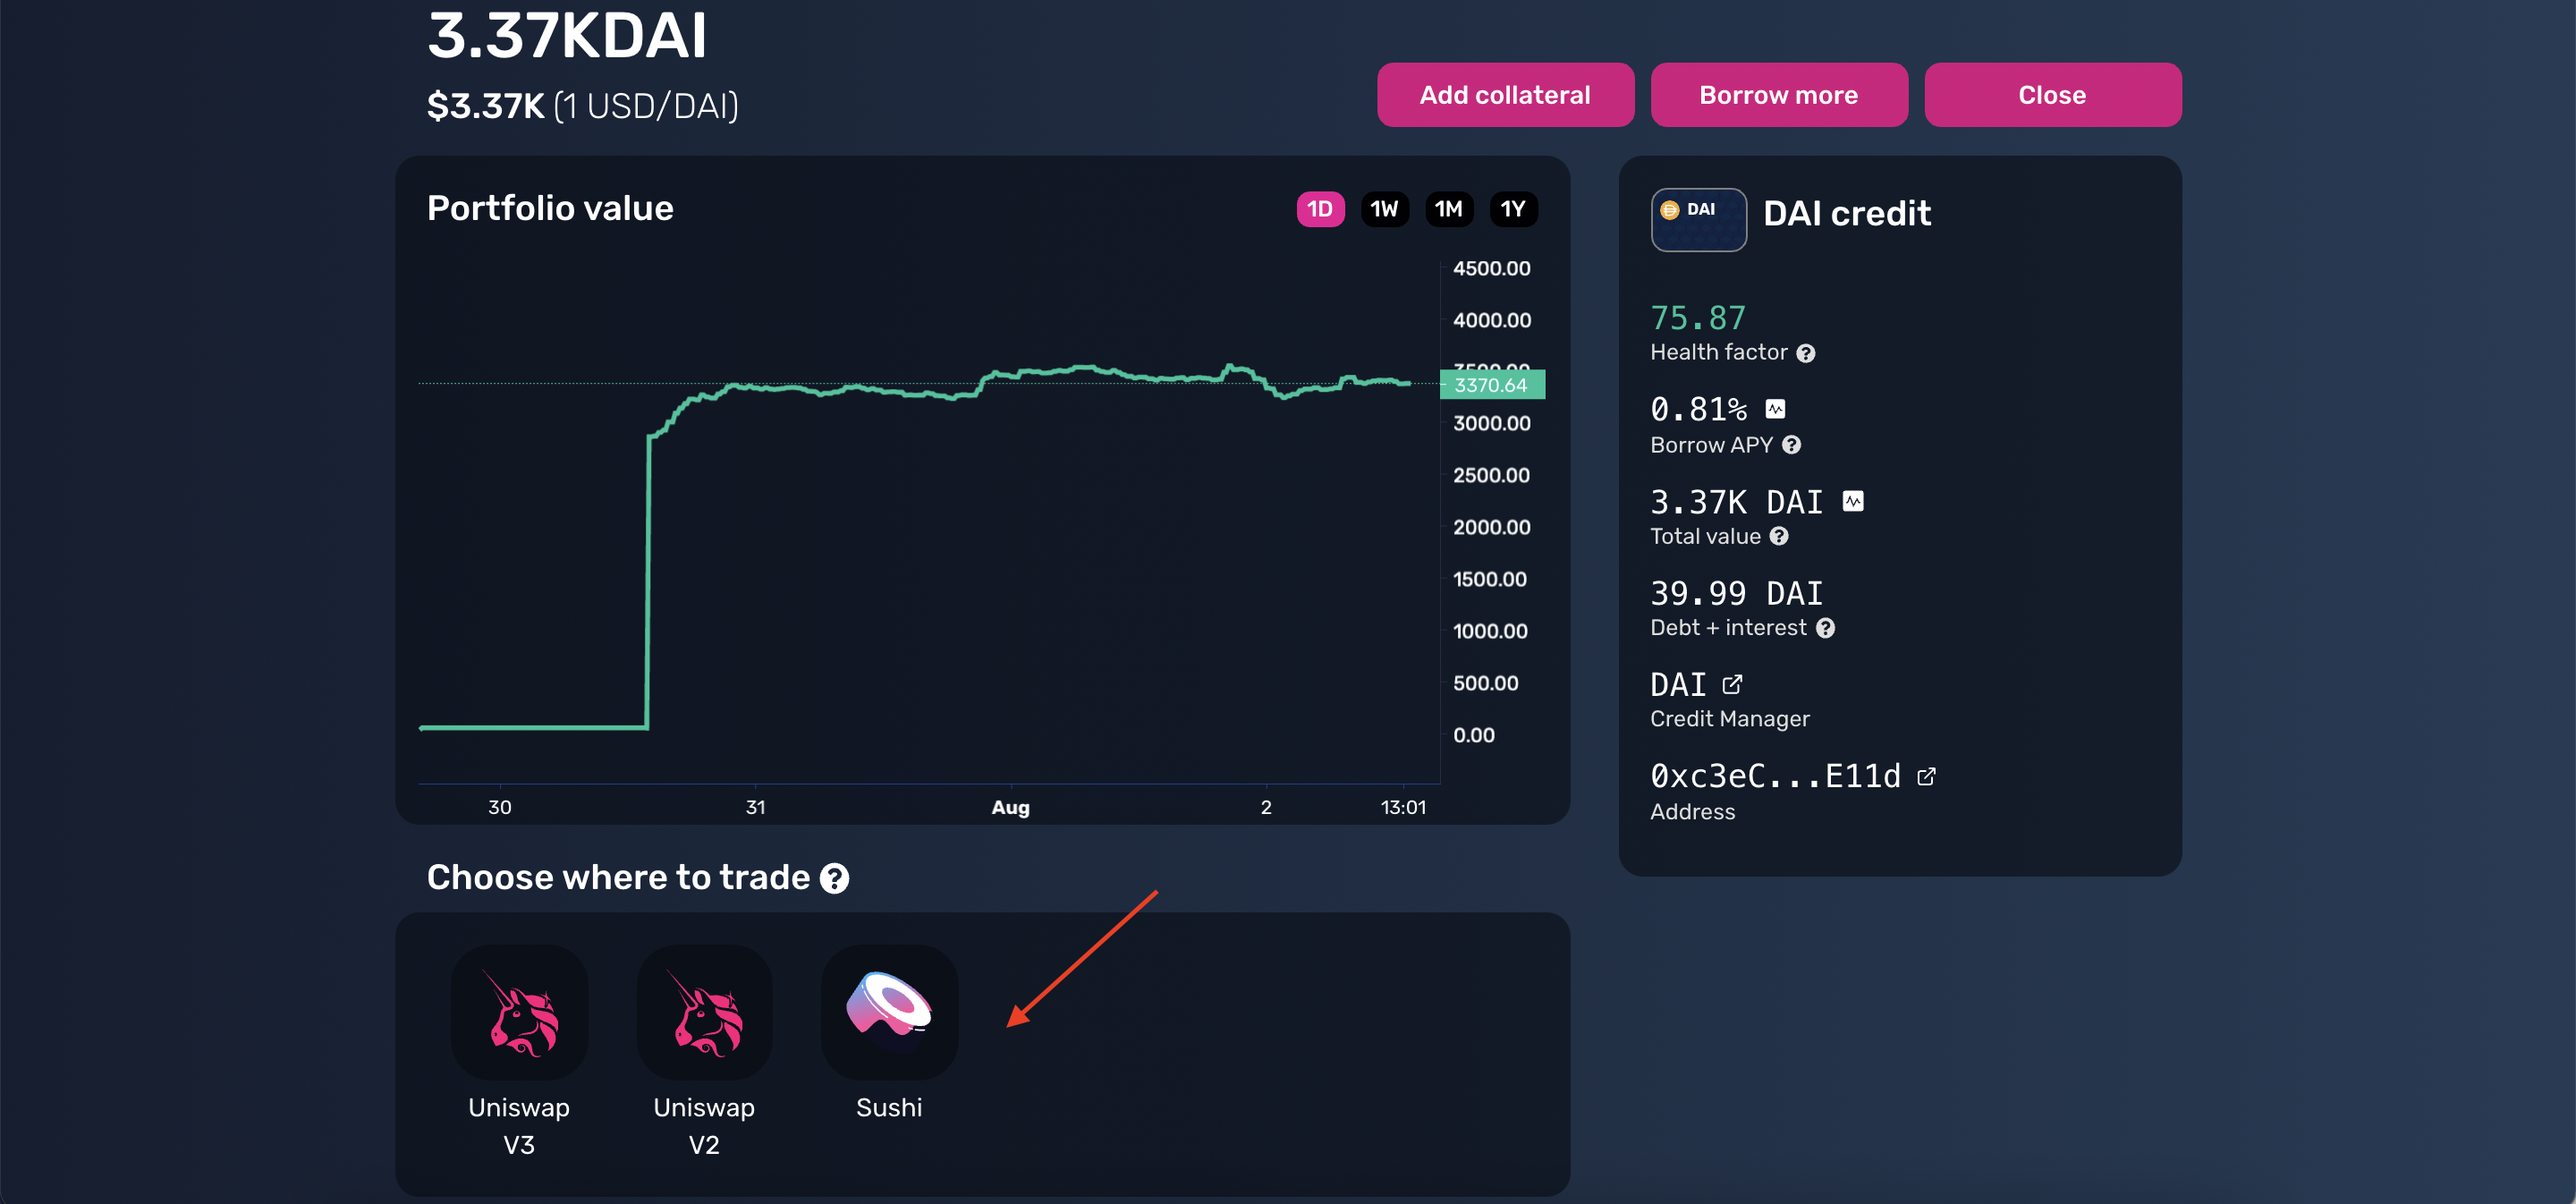 3.37KDAI
$3.37K (1 USD/DAI)
Add collateral
Borrow more
Close
Portfolio value
1D
1W
1M
1Y
4500.00
4000.00
3500.00
3370.64
3000.00
2500.00
2000.00
1500.00
1000.00
500.00
0.00
30
31
Aug
2
13:01
DAI
DAI credit
75.87
Health factor ?
0.81%
Borrow APY ?
3.37K DAI
Total value ?
39.99 DAI
Debt + interest ?
DAI
Credit Manager
0xc3eC...E11d
Address
Choose where to trade ?
Uniswap
V3
Uniswap
V2
Sushi